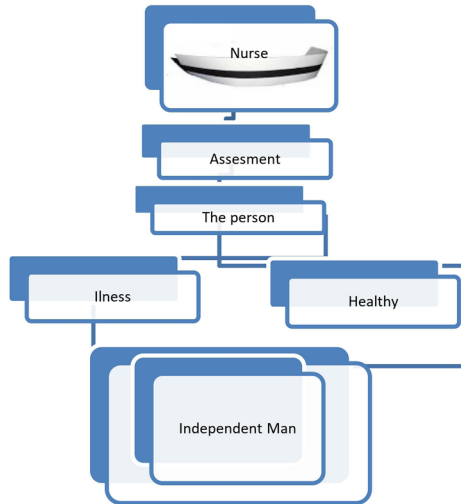 Nurse
Assesment
The person
Ilness
Healthy
Independent Man